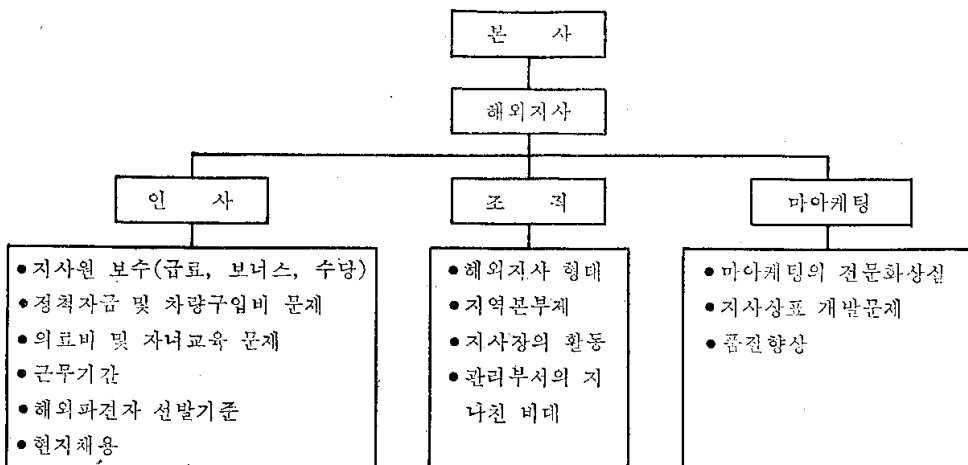 본 사
해외지사
인 사
조 직
마아케팅
• 지사원 보수(급료, 보너스, 수당)
• 정착자금 및 차량구입비 문제
• 의료비 및 자녀교육 문제
• 근무기간
• 해외파견자 선발기준
• 현지채용
• 해외지사 형태
• 지역본부제
• 지사장의 활동
• 관리부서의 지
나친 비대
• 마아케팅의 전문화상실
• 지사상표 개발문제
• 품질향상